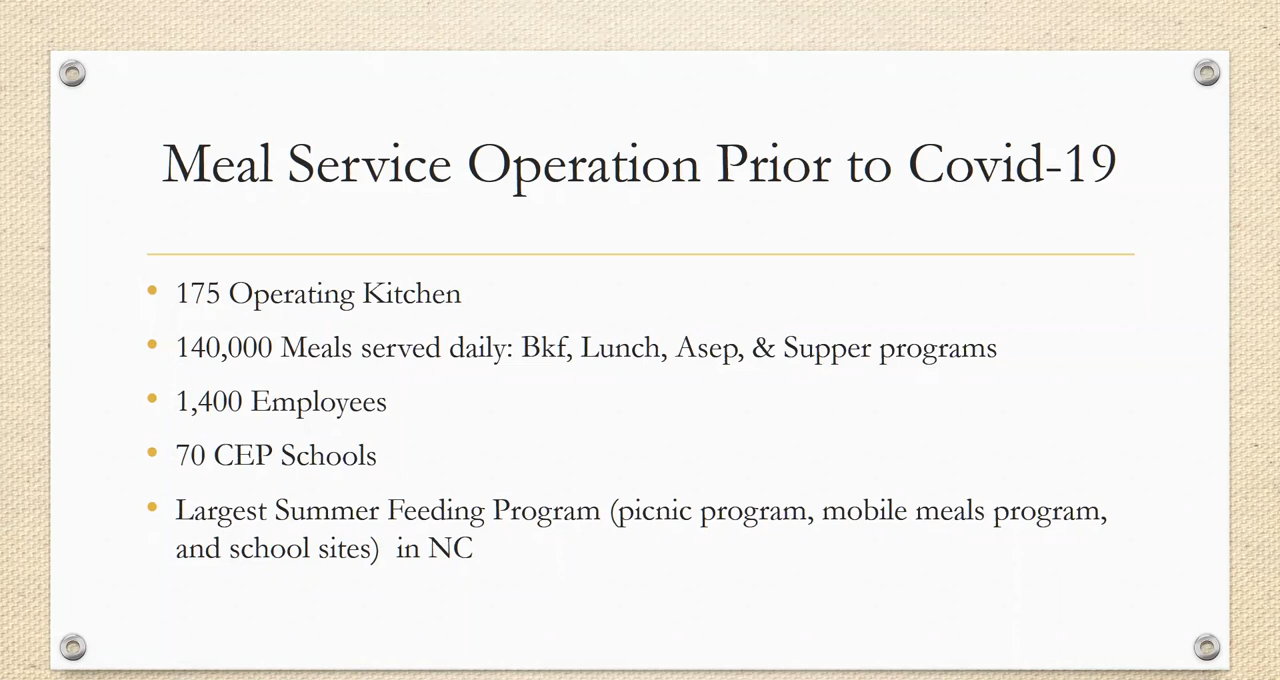 Meal Service Operation Prior to Covid-19
• 175 Operating Kitchen
• 140,000 Meals served daily: Bkf, Lunch, Asep, & Supper programs
• 1,400 Employees
• 70 CEP Schools
• Largest Summer Feeding Program (picnic program, mobile meals program,
and school sites)  in NC